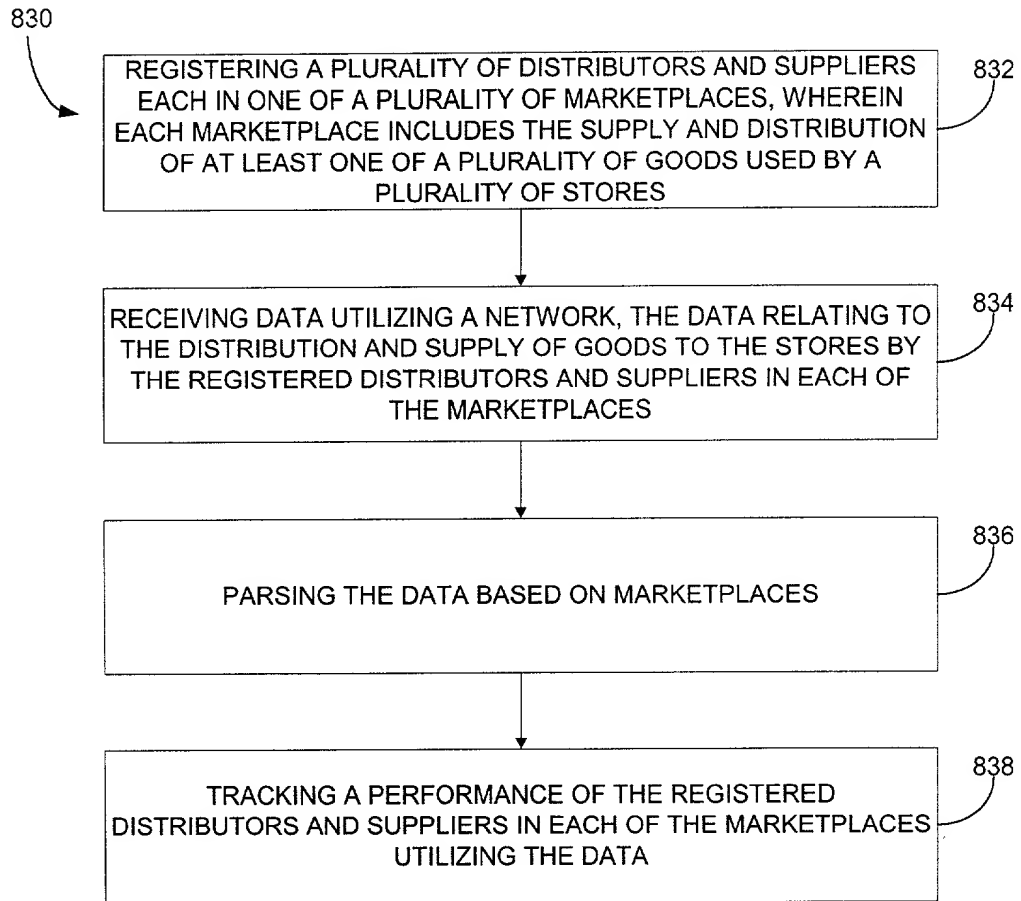 830
REGISTERING A PLURALITY OF DISTRIBUTORS AND SUPPLIERS
EACH IN ONE OF A PLURALITY OF MARKETPLACES, WHEREIN
EACH MARKETPLACE INCLUDES THE SUPPLY AND DISTRIBUTION
OF AT LEAST ONE OF A PLURALITY OF GOODS USED BY A
PLURALITY OF STORES
832
RECEIVING DATA UTILIZING A NETWORK, THE DATA RELATING TO
THE DISTRIBUTION AND SUPPLY OF GOODS TO THE STORES BY
THE REGISTERED DISTRIBUTORS AND SUPPLIERS IN EACH OF
THE MARKETPLACES
834
PARSING THE DATA BASED ON MARKETPLACES
836
TRACKING A PERFORMANCE OF THE REGISTERED
DISTRIBUTORS AND SUPPLIERS IN EACH OF THE MARKETPLACES
UTILIZING THE DATA
838